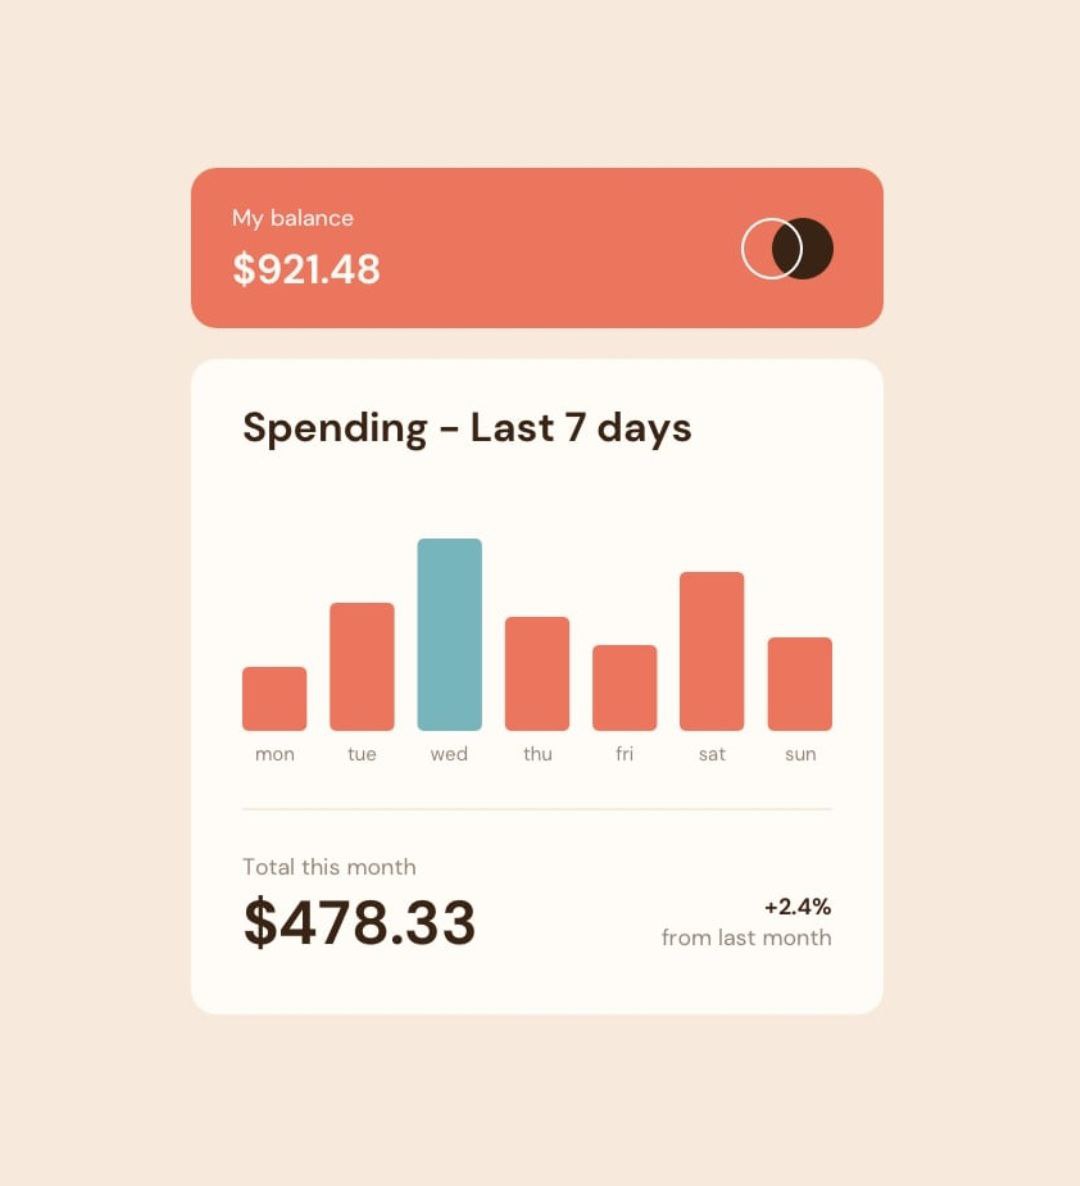 My balance
$921.48
Spending - Last 7 days
mon tue wed thu fri sat sun
Total this month
$478.33
+2.4%
from last month